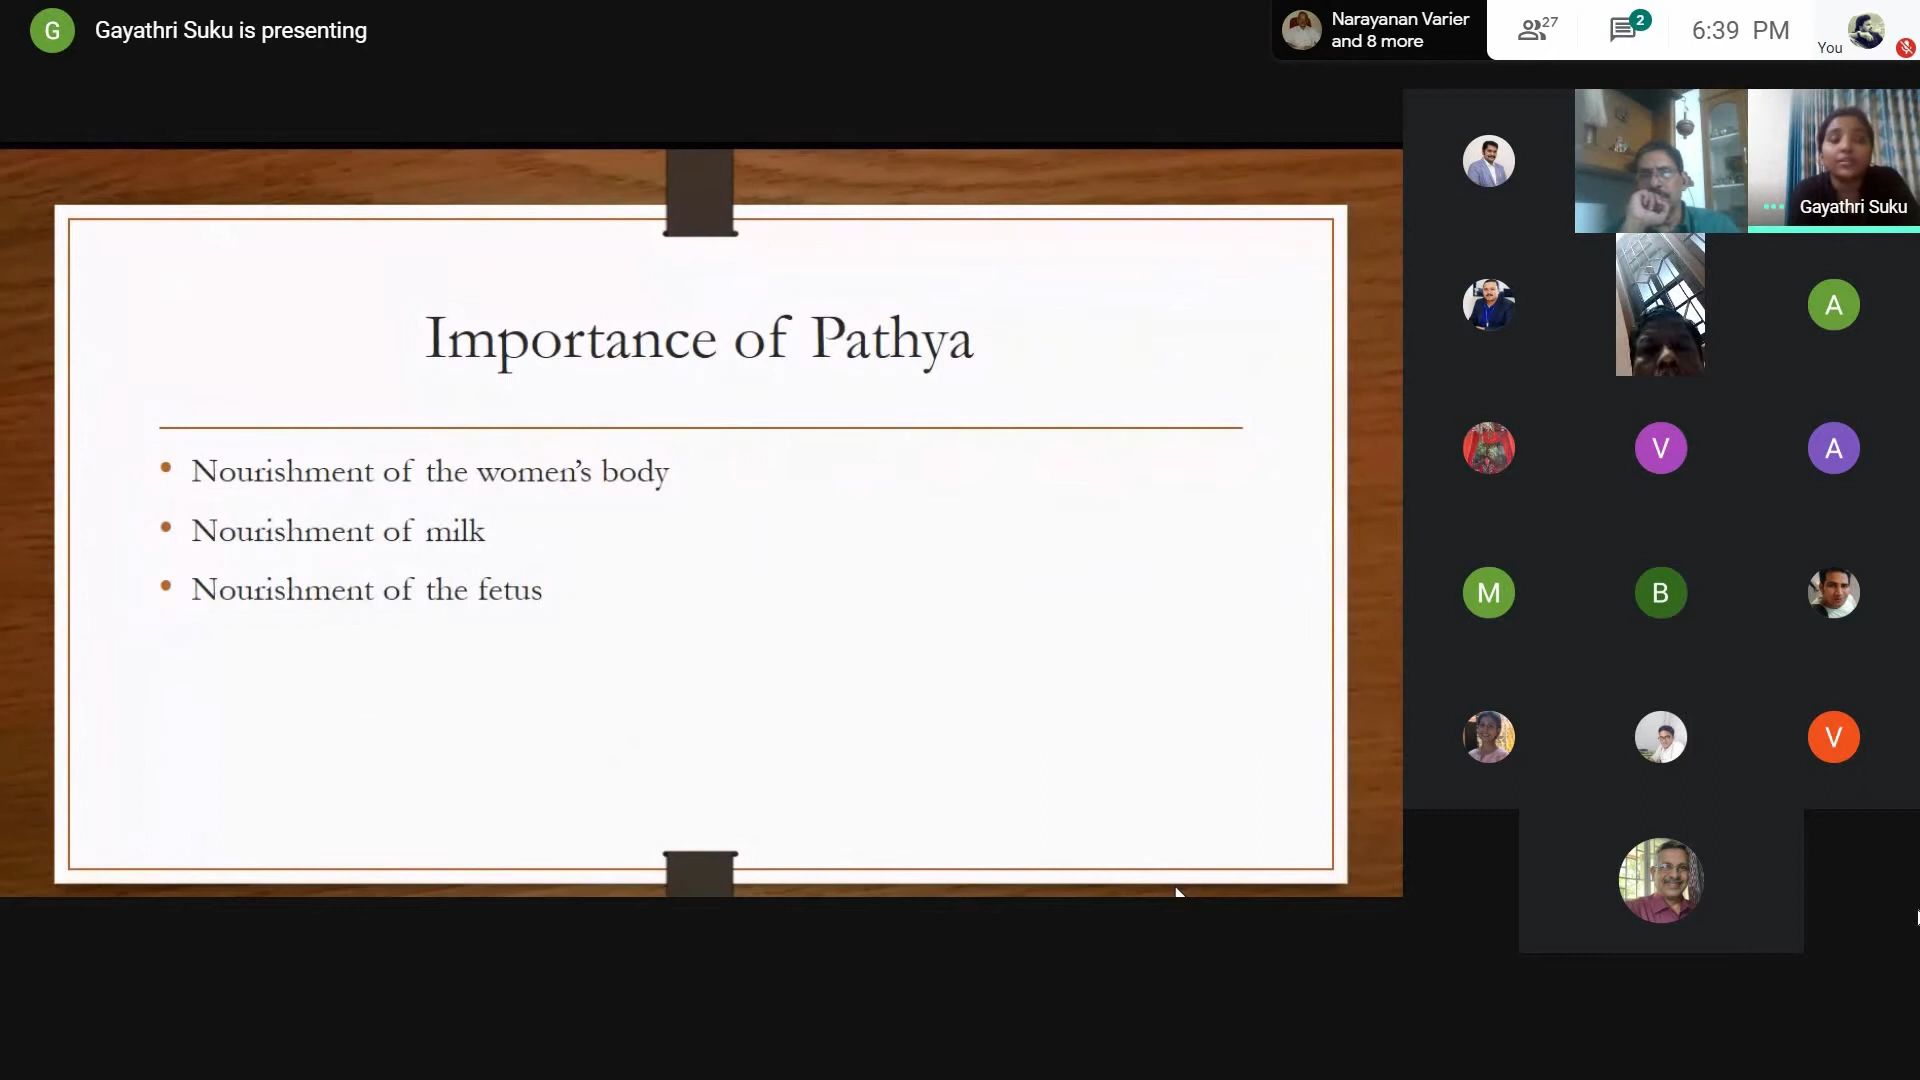 G
Gayathri Suku is presenting
Narayanan Varier
and 8 more
27
2
6:39 PM
You
Gayathri Suku
A
V
A
M
B
V
Importance of Pathya
Nourishment of the women’s body
Nourishment of milk
Nourishment of the fetus